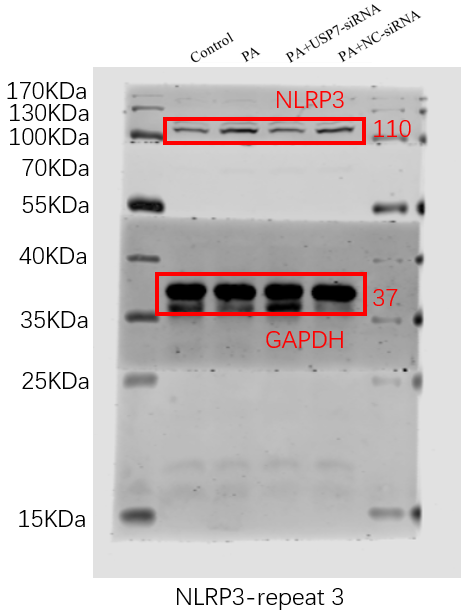 Control PA PA+USP7-siRNA PA+NC-siRNA
170KDa
NLRP3
130KDa
110
100KDa
70KDa
55KDa
40KDa
37
35KDa
GAPDH
25KDa
15KDa
NLRP3-repeat 3